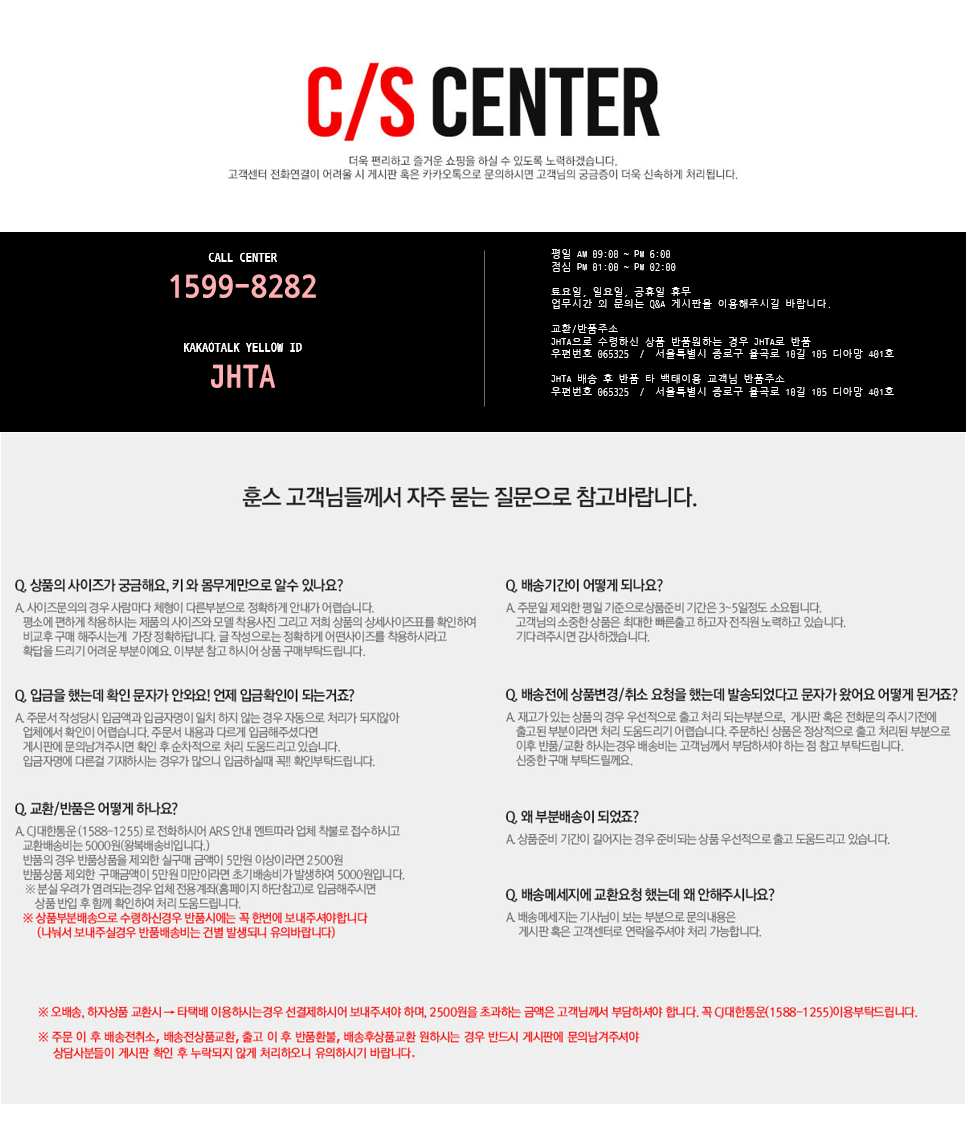 C/S CENTER
더욱 편리하고 즐거운 쇼핑을 하실 수 있도록 노력하겠습니다.
고객센터 전화연결이 어려울 시 게시판 혹은 카카오톡으로 문의하시면 고객님의 궁금증이 더욱 신속하게 처리됩니다.
CALL CENTER
1599-8282
KAKAOTALK YELLOW ID
JHTA
평일 AM 09:00 ~ PM 6:00
점심 PM 01:00 ~ PM 02:00
토요일, 일요일, 공휴일 휴무
업무시간 외 문의는 Q&A 게시판을 이용해주시길 바랍니다.
교환/반품주소
JHTA으로 수령하신 상품 반품원하는 경우 JHTA로 반품
우편번호 065325 / 서울특별시 종로구 율곡로 10길 105 디아망 401호
JHTA 배송 후 반품 타 백태이용 교객님 반품주소
우편번호 065325 / 서울특별시 종로구 율곡로 10길 105 디아망 401호
훈스 고객님들께서 자주 묻는 질문으로 참고바랍니다.
Q. 상품의 사이즈가 궁금해요, 키 와 몸무게만으로 알수 있나요?
A. 사이즈문의의 경우 사람마다 체형이 다른부분으로 정확하게 안내가 어렵습니다.
평소에 편하게 착용하시는 제품의 사이즈와 모델 착용사진 그리고 저희 상품의 상세사이즈표를 확인하여
비교후 구매 해주시는게 가장 정확하답니다. 글 작성으로는 정확하게 어떤사이즈를 착용하시라고
확답을 드리기 어려운 부분이예요. 이부분 참고 하시어 상품 구매부탁드립니다.
Q. 입금을 했는데 확인 문자가 안와요! 언제 입금확인이 되는거죠?
A. 주문서 작성당시 입금액과 입금자명이 일치 하지 않는 경우 자동으로 처리가 되지않아
업체에서 확인이 어렵습니다. 주문서 내용과 다르게 입금해주셨다면
게시판에 문의남겨주시면 확인 후 순차적으로 처리 도움드리고 있습니다.
입금자명에 다른걸 기재하시는 경우가 많으니 입금하실때 꼭!! 확인부탁드립니다.
Q. 교환/반품은 어떻게 하나요?
A. CJ대한통운 (1588-1255) 로 전화하시어 ARS 안내 멘트따라 업체 착불로 접수하시고
교환배송비는 5000원(왕복배송비입니다.)
반품의 경우 반품상품을 제외한 실구매 금액이 5만원 이상이라면 2500원
반품상품 제외한 구매금액이 5만원 미만이라면 초기배송비가 발생하여 5000원입니다.
※ 분실 우려가 염려되는경우 업체 전용계좌(홈페이지 하단참고)로 입금해주시면
상품 반입 후 함께 확인하여 처리 도움드립니다.
※ 상품부분배송으로 수령하신경우 반품시에는 꼭 한번에 보내주셔야합니다
(나눠서 보내주실경우 반품배송비는 건별 발생되니 유의바랍니다)
Q. 배송기간이 어떻게 되나요?
A. 주문일 제외한 평일 기준으로상품준비 기간은 3~5일정도 소요됩니다.
고객님의 소중한 상품은 최대한 빠른출고 하고자 전직원 노력하고 있습니다.
기다려주시면 감사하겠습니다.
Q. 배송전에 상품변경/취소 요청을 했는데 발송되었다고 문자가 왔어요 어떻게 된거죠?
A. 재고가 있는 상품의 경우 우선적으로 출고 처리 되는부분으로, 게시판 혹은 전화문의 주시기전에
출고된 부분이라면 처리 도움드리기 어렵습니다. 주문하신 상품은 정상적으로 출고 처리된 부분으로
이후 반품/교환 하시는경우 배송비는 고객님께서 부담하셔야 하는 점 참고 부탁드립니다.
신중한 구매 부탁드릴께요.
Q. 왜 부분배송이 되었죠?
A. 상품준비 기간이 길어지는 경우 준비되는 상품 우선적으로 출고 도움드리고 있습니다.
Q. 배송메세지에 교환요청 했는데 왜 안해주시나요?
A. 배송메세지는 기사님이 보는 부분으로 문의내용은
게시판 혹은 고객센터로 연락을주셔야 처리 가능합니다.
※ 오배송, 하자상품 교환시 → 타택배 이용하시는경우 선결제하시어 보내주셔야 하며, 2500원을 초과하는 금액은 고객님께서 부담하셔야 합니다. 꼭 CJ대한통운(1588-1255)이용부탁드립니다.
※ 주문 이 후 배송전취소, 배송전상품교환, 출고 이 후 반품환불, 배송후상품교환 원하시는 경우 반드시 게시판에 문의남겨주셔야
상담사분들이 게시판 확인 후 누락되지 않게 처리하오니 유의하시기 바랍니다.